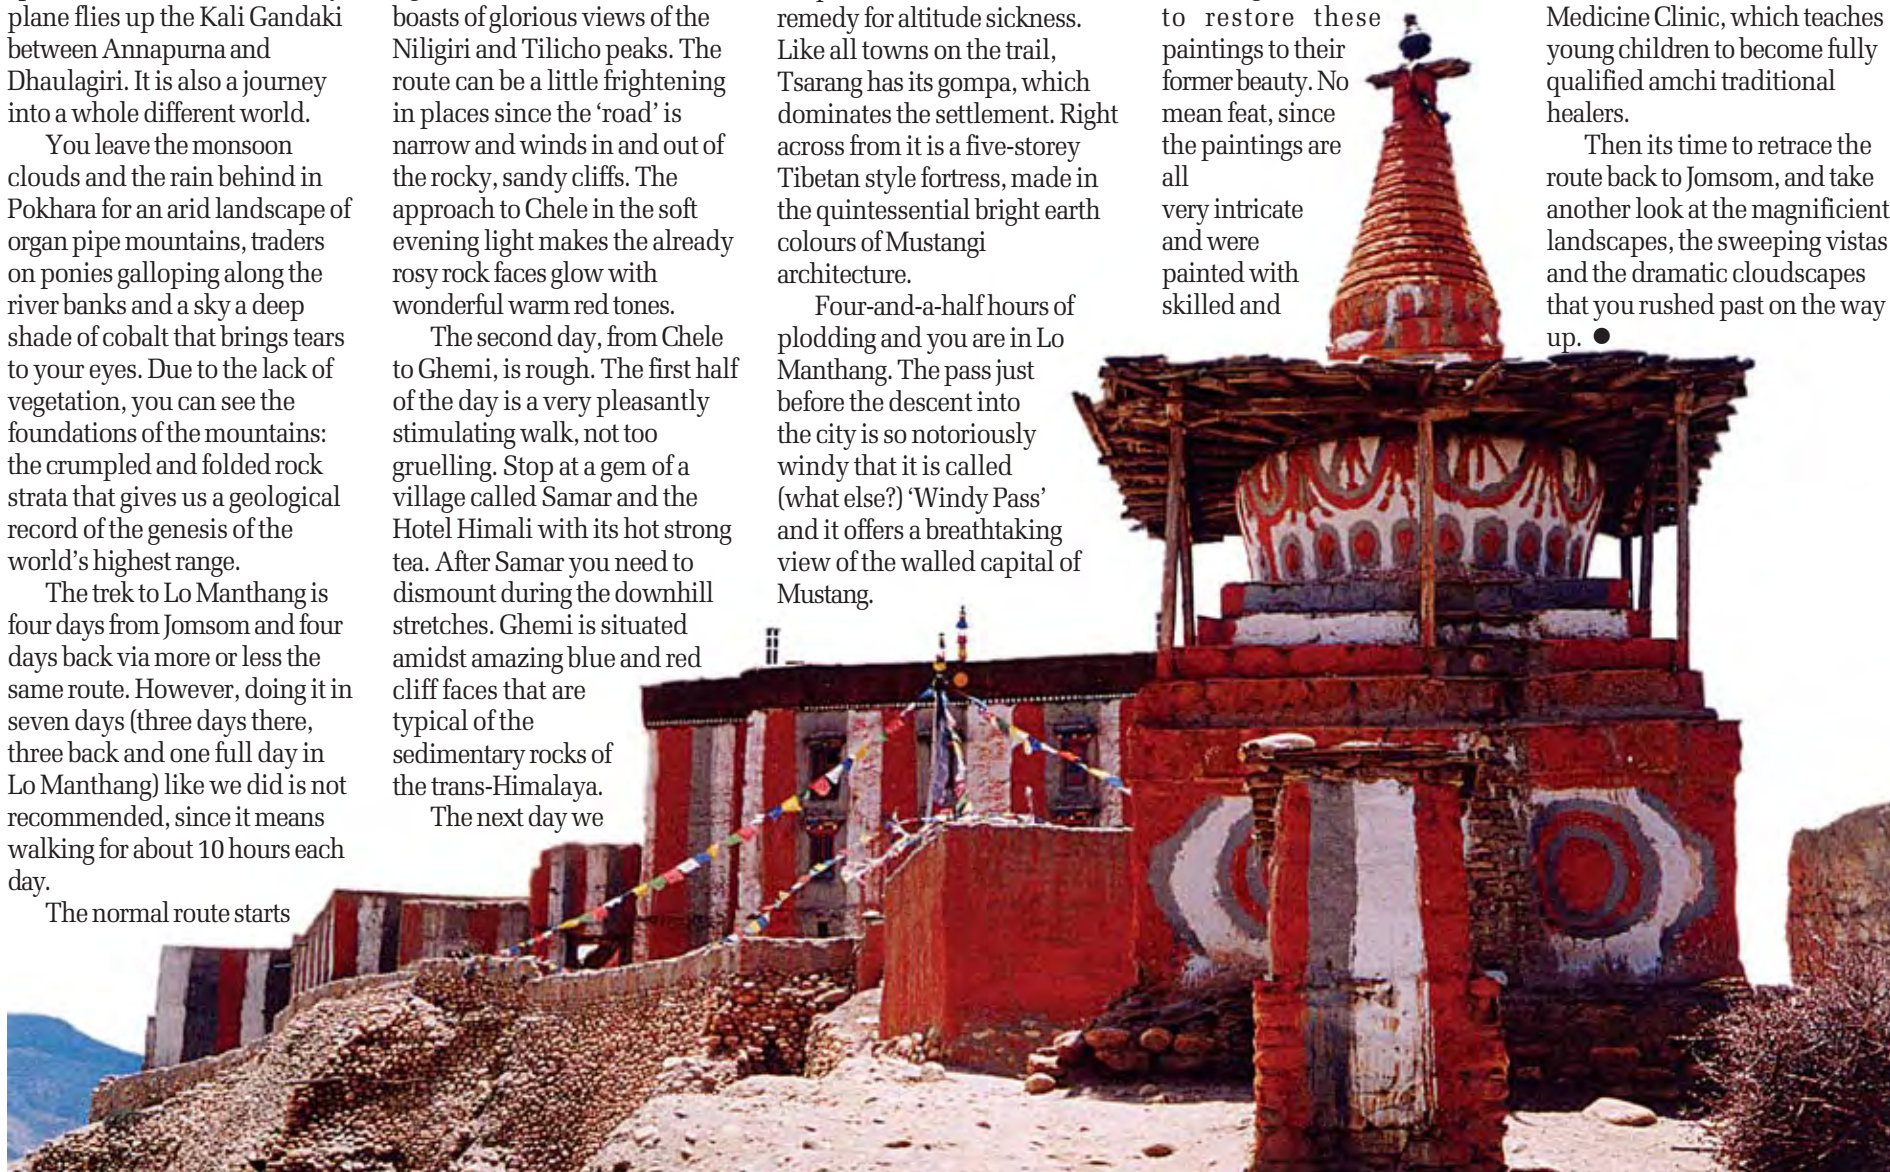 plane flies up the Kali Gandaki
between Annapurna and
Dhaulagiri. It is also a journey
into a whole different world.
You leave the monsoon
clouds and the rain behind in
Pokhara for an arid landscape of
organ pipe mountains, traders
on ponies galloping along the
river banks and a sky a deep
shade of cobalt that brings tears
to your eyes. Due to the lack of
vegetation, you can see the
foundations of the mountains:
the crumpled and folded rock
strata that gives us a geological
record of the genesis of the
world's highest range.
The trek to Lo Manthang is
four days from Jomsom and four
days back via more or less the
same route. However, doing it in
seven days (three days there,
three back and one full day in
Lo Manthang) like we did is not
recommended, since it means
walking for about 10 hours each
day.
The normal route starts
boasts of glorious views of the
Niligiri and Tilicho peaks. The
route can be a little frightening
in places since the ‘road’ is
narrow and winds in and out of
the rocky, sandy cliffs. The
approach to Chele in the soft
evening light makes the already
rosy rock faces glow with
wonderful warm red tones.
The second day, from Chele
to Ghemi, is rough. The first half
of the day is a very pleasantly
stimulating walk, not too
gruelling. Stop at a gem of a
village called Samar and the
Hotel Himali with its hot strong
tea. After Samar you need to
dismount during the downhill
stretches. Ghemi is situated
amidst amazing blue and red
cliff faces that are
typical of the
sedimentary rocks of
the trans-Himalaya.
The next day we
remedy for altitude sickness.
Like all towns on the trail,
Tsarang has its gompa, which
dominates the settlement. Right
across from it is a five-storey
Tibetan style fortress, made in
the quintessential bright earth
colours of Mustangi
architecture.
Four-and-a-half hours of
plodding and you are in Lo
Manthang. The pass just
before the descent into
the city is so notoriously
windy that it is called
(what else?) ‘Windy Pass’
and it offers a breathtaking
view of the walled capital of
Mustang.
to restore these
paintings to their
former beauty. No
mean feat, since
the paintings are
all
very intricate
and were
painted with
skilled and
Medicine Clinic, which teaches
young children to become fully
qualified amchi traditional
healers.
Then its time to retrace the
route back to Jomsom, and take
another look at the magnificient
landscapes, the sweeping vistas
and the dramatic cloudscapes
that you rushed past on the way
up. ●